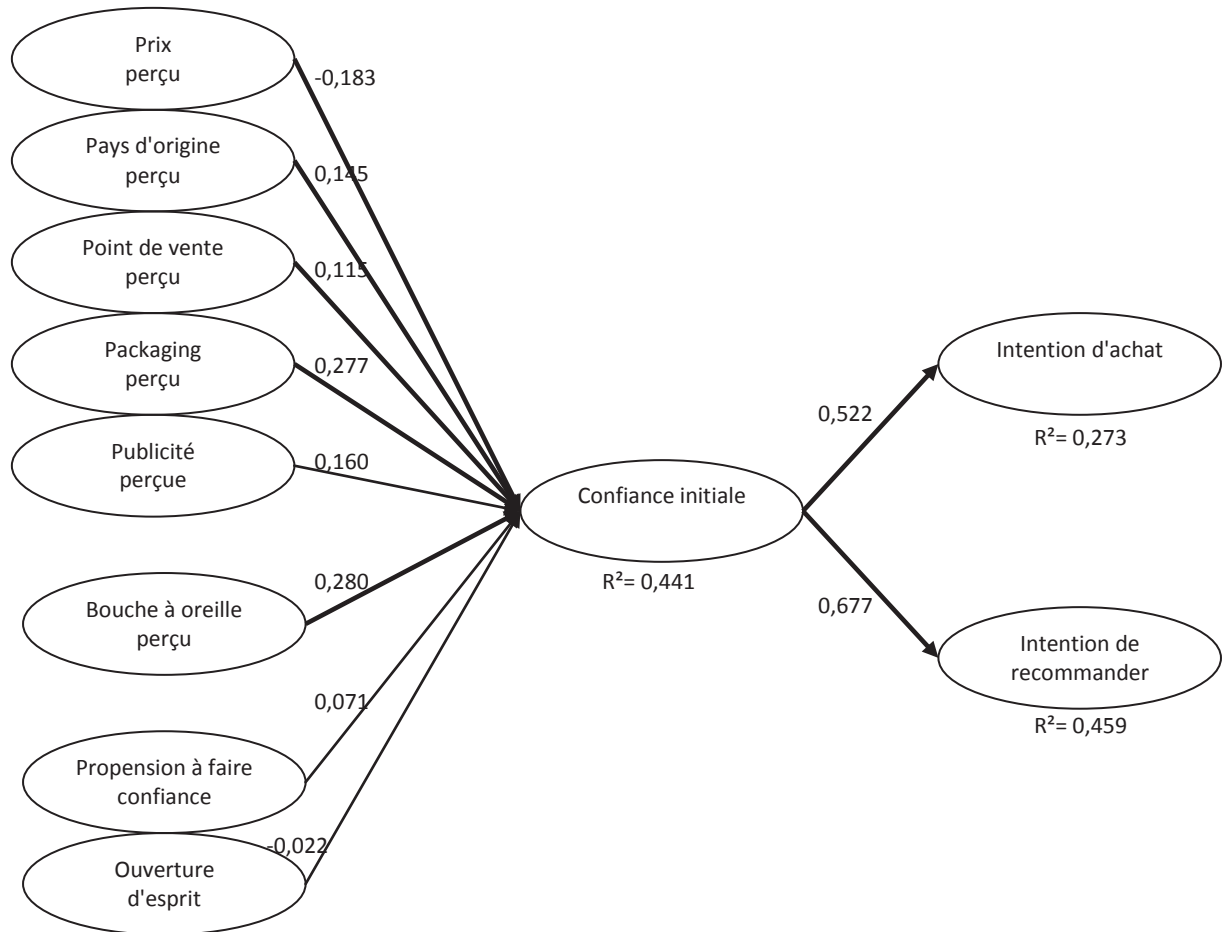 Prix
perçu
-0,183
Pays d'origine
perçu
0,145
Point de vente
perçu
0,115
Packaging
perçu
0,277
Publicité
perçue
0,160
Bouche à oreille
perçu
0,280
Propension à faire
confiance
0,071
Ouverture
d'esprit
-0,022
Confiance initiale
R²= 0,441
0,522
Intention d'achat
R²= 0,273
0,677
Intention de
recommander
R²= 0,459